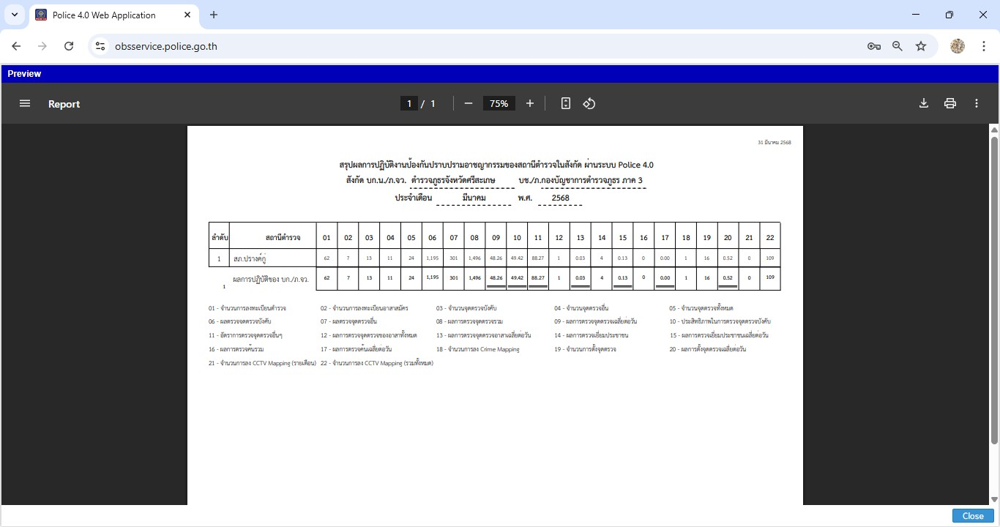 Police 4.0 Web Application
obsservice.police.go.th
Preview
Report
1 / 1
75%
31 มีนาคม 2568
สรุปผลการปฏิบัติงานป้องกันปราบปรามอาชญากรรมของสถานีตำรวจในสังกัด ผ่านระบบ Police 4.0
สังกัด บก.น./ภ.จว. ตำรวจภูธรจังหวัดศรีสะเกษ บช./ภ.กองบัญชาการตำรวจภูธร ภาค 3
ประจำเดือน มีนาคม พ.ศ. 2568
ลำดับ สถานีตำรวจ 01 02 03 04 05 06 07 08 09 10 11 12 13 14 15 16 17 18 19 20 21 22
1 สภ.ปรางค์กู่ 62 7 13 11 24 1,195 301 1,496 48.26 49.42 88.27 1 0.03 4 0.13 0 0.00 1 16 0.52 0 109
1 ผลการปฏิบัติของ บก./ภ.จว. 62 7 13 11 24 1,195 301 1,496 48.26 49.42 88.27 1 0.03 4 0.13 0 0.00 1 16 0.52 0 109
01 - จำนวนการลงทะเบียนตำรวจ 02 - จำนวนการลงทะเบียนอาสาสมัคร 03 - จำนวนจุดตรวจบังคับ 04 - จำนวนจุดตรวจอื่น 05 - จำนวนจุดตรวจทั้งหมด
06 - ผลตรวจจุดตรวจบังคับ 07 - ผลตรวจจุดตรวจอื่น 08 - ผลการตรวจจุดตรวจรวม 09 - ผลการตรวจจุดตรวจเฉลี่ยต่อวัน 10 - ประสิทธิภาพในการตรวจจุดตรวจบังคับ
11 - อัตราการตรวจจุดตรวจอื่นๆ 12 - ผลการตรวจจุดตรวจของอาสาทั้งหมด 13 - ผลการตรวจจุดตรวจอาสาเฉลี่ยต่อวัน 14 - ผลการตรวจเยี่ยมประชาชน 15 - ผลการตรวจเยี่ยมประชาชนเฉลี่ยต่อวัน
16 - ผลการตรวจค้นรวม 17 - ผลการตรวจค้นเฉลี่ยต่อวัน 18 - จำนวนการลง Crime Mapping 19 - จำนวนการตั้งจุดตรวจ 20 - ผลการตั้งจุดตรวจเฉลี่ยต่อวัน
21 - จำนวนการลง CCTV Mapping (รายเดือน) 22 - จำนวนการลง CCTV Mapping (รวมทั้งหมด)
Close